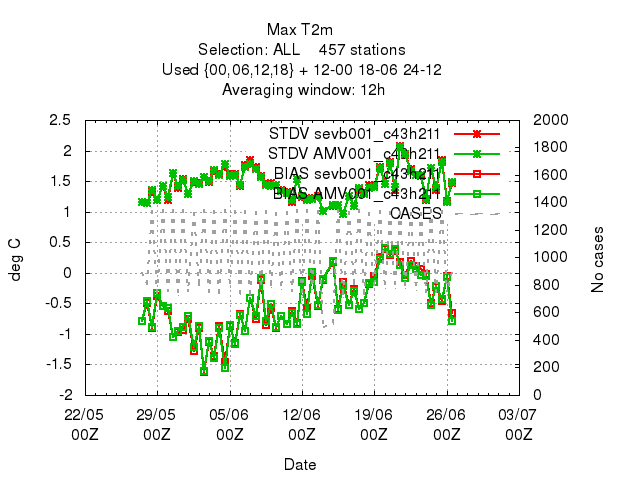 Max T2m
Selection: ALL    457 stations
Used {00,06,12,18} + 12-00 18-06 24-12
Averaging window: 12h
STDV sevb001_c43h211
STDV AMV001_c43h211
BIAS sevb001_c43h211
BIAS AMV001_c43h211
CASES
2.5
2
1.5
1
0.5
0
-0.5
-1
-1.5
-2
deg C
2000
1800
1600
1400
1200
1000
800
600
400
200
0
No cases
22/05 29/05 05/06 12/06 19/06 26/06 03/07
00Z 00Z 00Z 00Z 00Z 00Z 00Z
Date